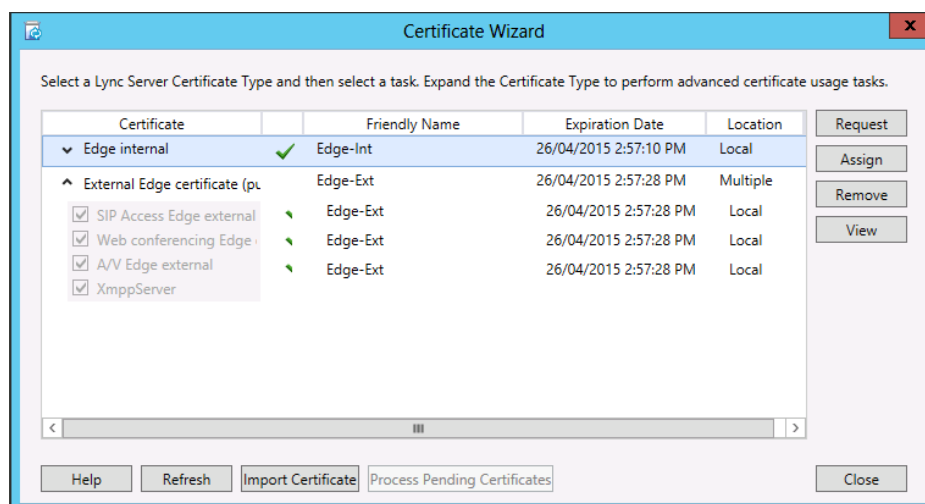 Certificate Wizard
x
Select a Lync Server Certificate Type and then select a task. Expand the Certificate Type to perform advanced certificate usage tasks.
Certificate Friendly Name Expiration Date Location
Edge internal Edge-Int 26/04/2015 2:57:10 PM Local
External Edge certificate (pu Edge-Ext 26/04/2015 2:57:28 PM Multiple
SIP Access Edge external Edge-Ext 26/04/2015 2:57:28 PM Local
Web conferencing Edge Edge-Ext 26/04/2015 2:57:28 PM Local
A/V Edge external Edge-Ext 26/04/2015 2:57:28 PM Local
XmppServer
Request
Assign
Remove
View
Help Refresh Import Certificate Process Pending Certificates Close